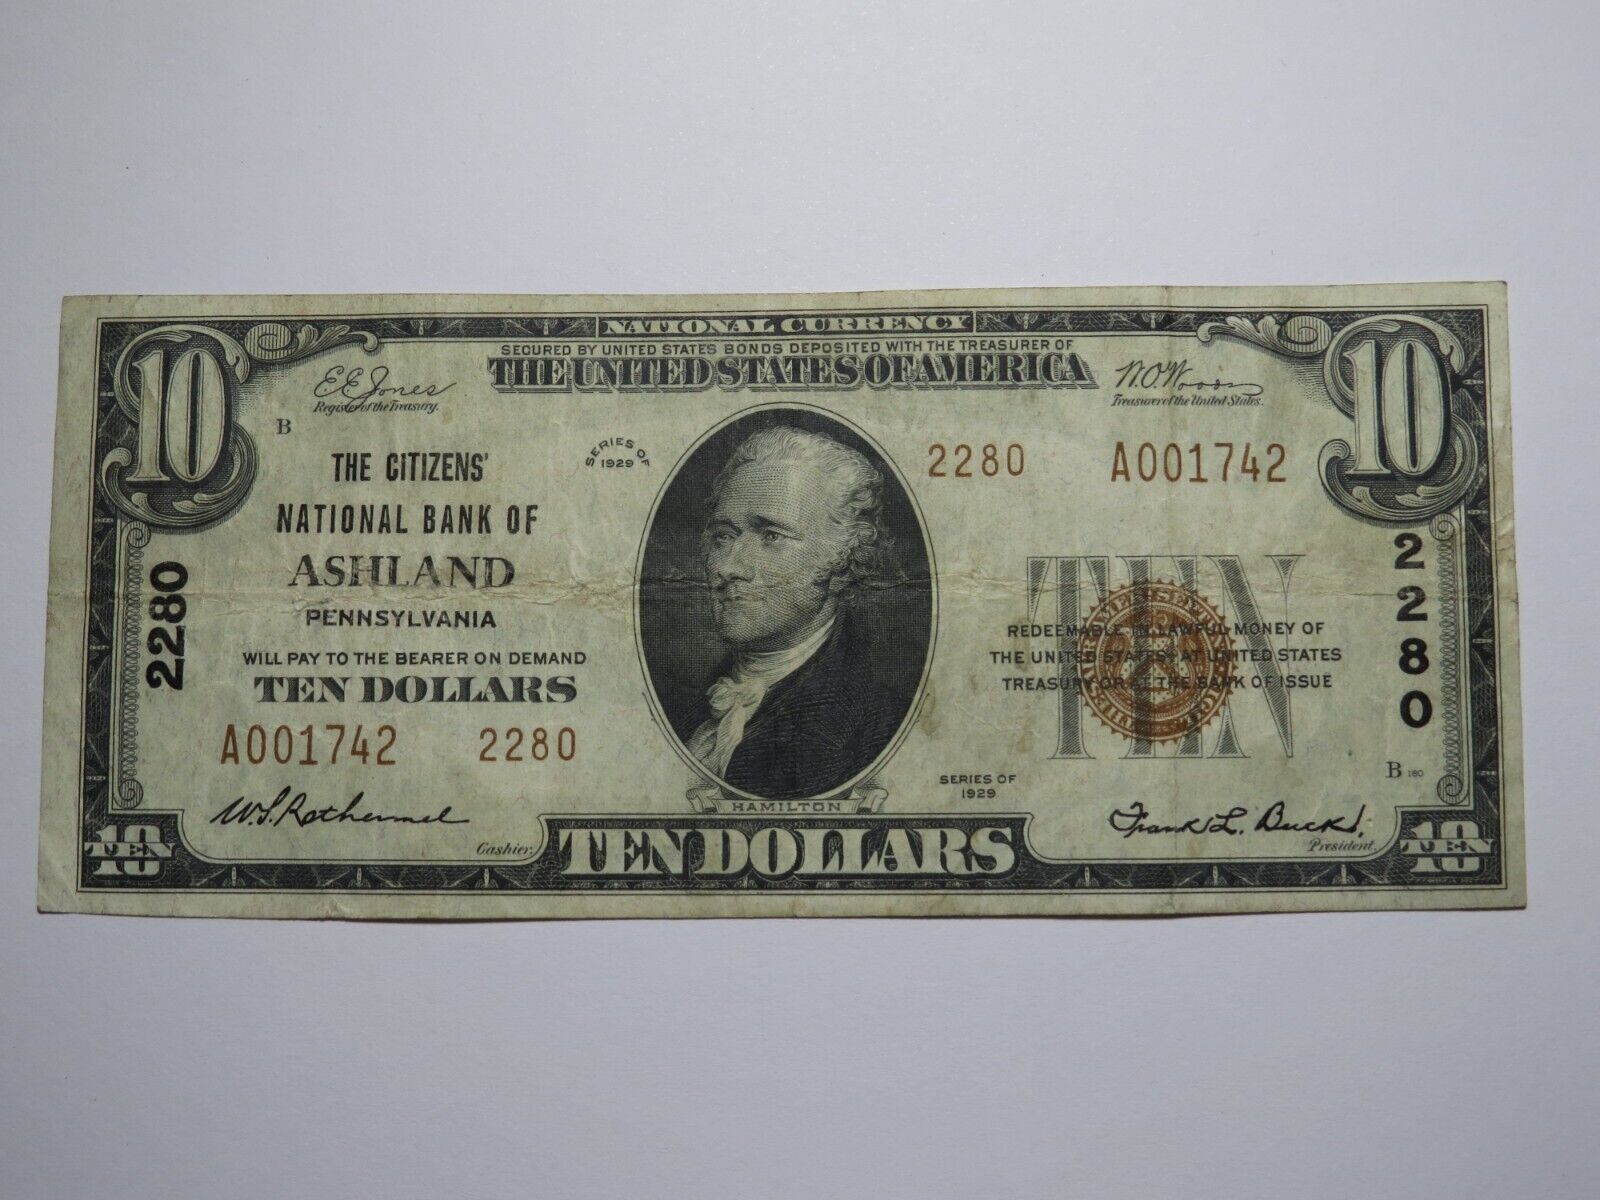 NATIONAL CURRENCY
SECURED BY UNITED STATES BONDS DEPOSITED WITH THE TREASURER OF
THE UNITED STATES OF AMERICA
10
10
E.E. Jones
Register of the Treasury.
W.O. Woods
Treasurer of the United States.
B
THE CITIZENS'
NATIONAL BANK OF
ASHLAND
PENNSYLVANIA
WILL PAY TO THE BEARER ON DEMAND
TEN DOLLARS
SERIES OF
1929
2280 A001742
2280
2280
TEN
REDEEMABLE IN LAWFUL MONEY OF
THE UNITED STATES AT UNITED STATES
TREASURY OR AT THE BANK OF ISSUE
A001742 2280
HAMILTON
SERIES OF
1929
B 180
W.S. Rothermel
Cashier.
Frank L. Buck
President.
10 TEN
TEN DOLLARS
10 TEN